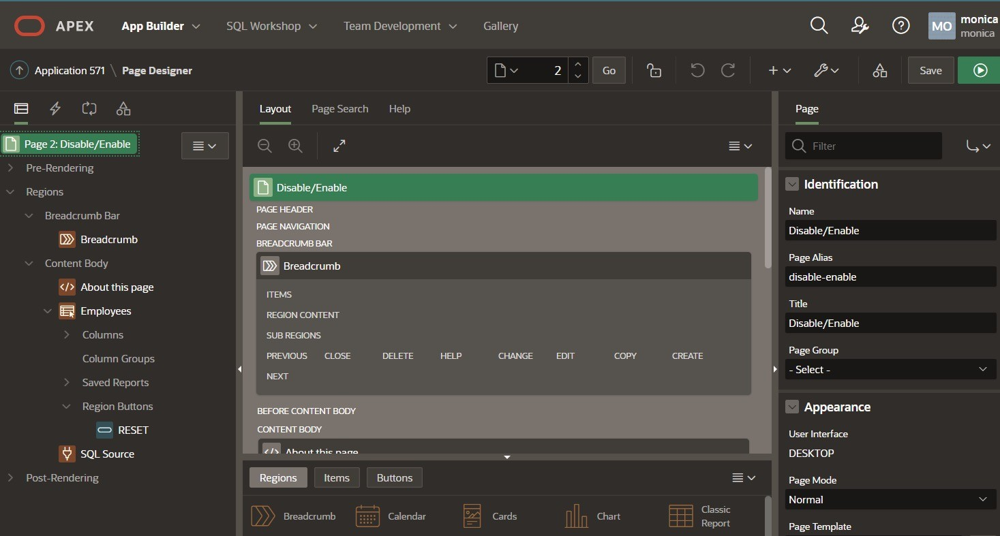 APEX App Builder SQL Workshop Team Development Gallery MO monica
monica
Application 571 \ Page Designer 2 Go Save
Page 2: Disable/Enable
Pre-Rendering
Regions
Breadcrumb Bar
Breadcrumb
Content Body
About this page
Employees
Columns
Column Groups
Saved Reports
Region Buttons
RESET
SQL Source
Post-Rendering
Layout Page Search Help
Disable/Enable
PAGE HEADER
PAGE NAVIGATION
BREADCRUMB BAR
Breadcrumb
ITEMS
REGION CONTENT
SUB REGIONS
PREVIOUS CLOSE DELETE HELP CHANGE EDIT COPY CREATE
NEXT
BEFORE CONTENT BODY
CONTENT BODY
About this page
Regions Items Buttons
Breadcrumb Calendar Cards Chart Classic
Report
Page
Filter
Identification
Name
Disable/Enable
Page Alias
disable-enable
Title
Disable/Enable
Page Group
- Select -
Appearance
User Interface
DESKTOP
Page Mode
Normal
Page Template